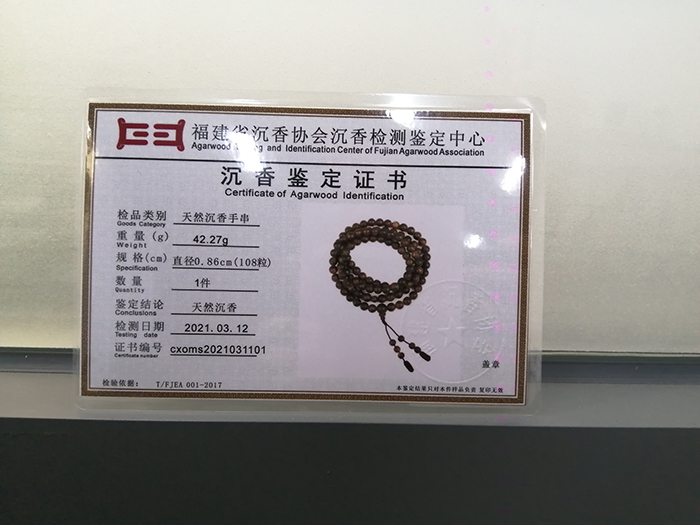 福建省沉香协会沉香检测鉴定中心
Agarwood and Identification Center of Fujian Agarwood Association
沉香鉴定证书
Certificate of Agarwood Identification
检品类别 天然沉香手串
Goods Category
重量(g) 42.27g
Weight
规格(cm) 直径0.86cm(108粒)
Specification
数量 1件
Quantity
鉴定结论 天然沉香
Conclusions
检测日期 2021.03.12
Testing date
证书编号 cxoms2021031101
Certificate number
盖章
检验依据: T/FJEA 001-2017
本鉴定结果只对本件样品负责 复印无效